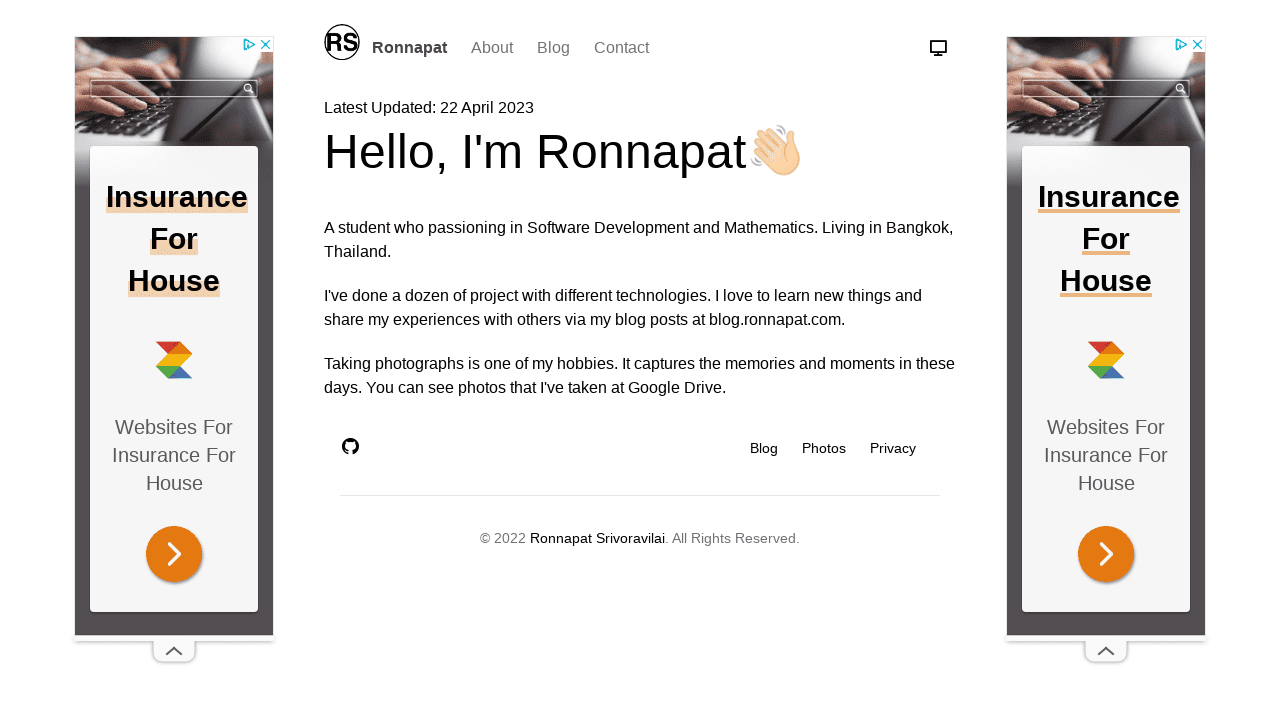 RS
Ronnapat About Blog Contact
Latest Updated: 22 April 2023
Hello, I'm Ronnapat👋🏼
A student who passioning in Software Development and Mathematics. Living in Bangkok,
Thailand.
I've done a dozen of project with different technologies. I love to learn new things and
share my experiences with others via my blog posts at blog.ronnapat.com.
Taking photographs is one of my hobbies. It captures the memories and moments in these
days. You can see photos that I've taken at Google Drive.
Blog Photos Privacy
© 2022 Ronnapat Srivoravilai. All Rights Reserved.
Insurance
For
House
Websites For
Insurance For
House
Insurance
For
House
Websites For
Insurance For
House